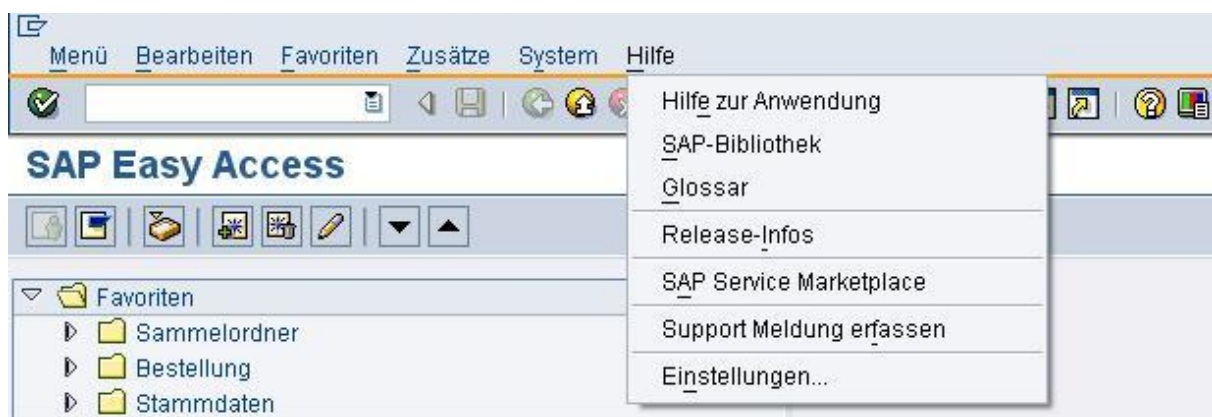 Menü Bearbeiten Favoriten Zusätze System Hilfe
Hilfe zur Anwendung
SAP-Bibliothek
Glossar
Release-Infos
SAP Service Marketplace
Support Meldung erfassen
Einstellungen...
SAP Easy Access
Favoriten
Sammelordner
Bestellung
Stammdaten